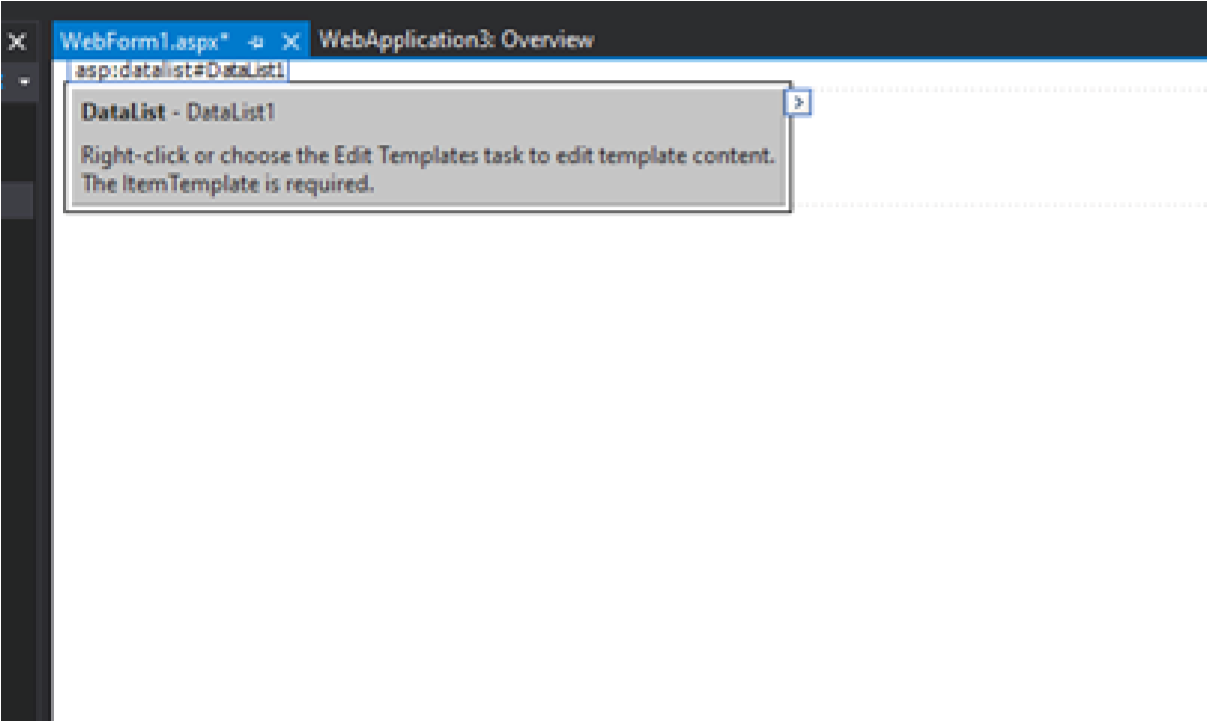 WebForm1.aspx* WebApplication3: Overview
asp:datalist#DataList1
DataList - DataList1
Right-click or choose the Edit Templates task to edit template content.
The ItemTemplate is required.